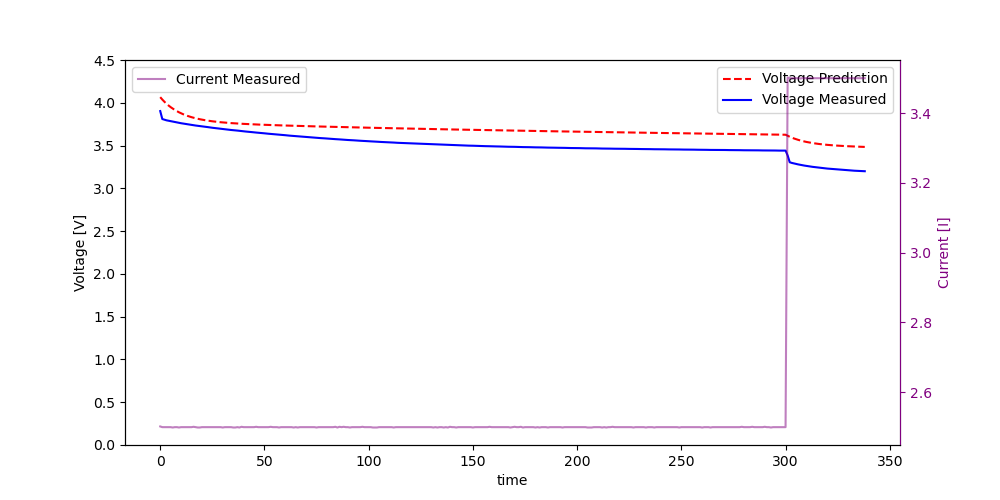 Current Measured
Voltage Prediction
Voltage Measured
4.5
4.0
3.5
3.0
2.5
2.0
1.5
1.0
0.5
0.0
Voltage [V]
3.4
3.2
3.0
2.8
2.6
Current [I]
0 50 100 150 200 250 300 350
time